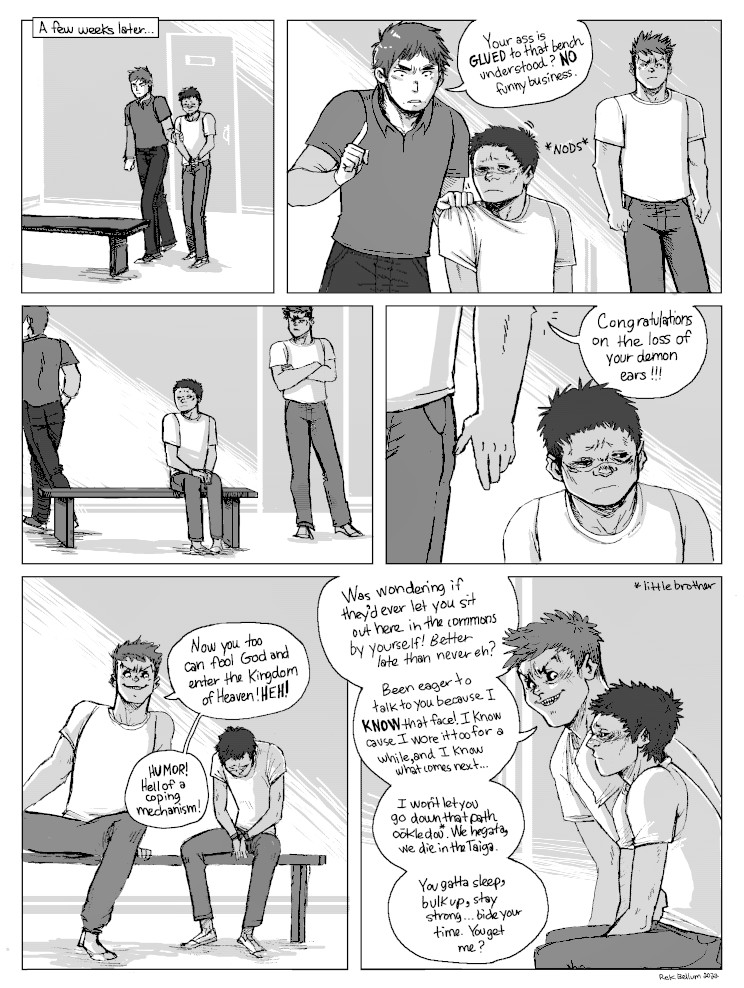 A few weeks later...
Your ass is
GLUED to that bench
understood? NO
funny business.
*NODS*
Congratulations
on the loss of
your demon
ears!!!
Now you too
can fool God and
enter the Kingdom
of Heaven! HEH!
HUMOR!
Hell of a
coping
mechanism!
*little brother
Was wondering if
they'd ever let you sit
out here in the commons
by yourself! Better
late than never eh?
Been eager to
talk to you because I
KNOW that face! I know
cause I wore it too for a
while, and I know
what comes next...
I won't let you
go down that path
ookledou*. We hegata,
we die in the Taiga.
You gatta sleep,
bulk up, stay
strong... bide your
time. You get
me?
Rek Bellum 2022